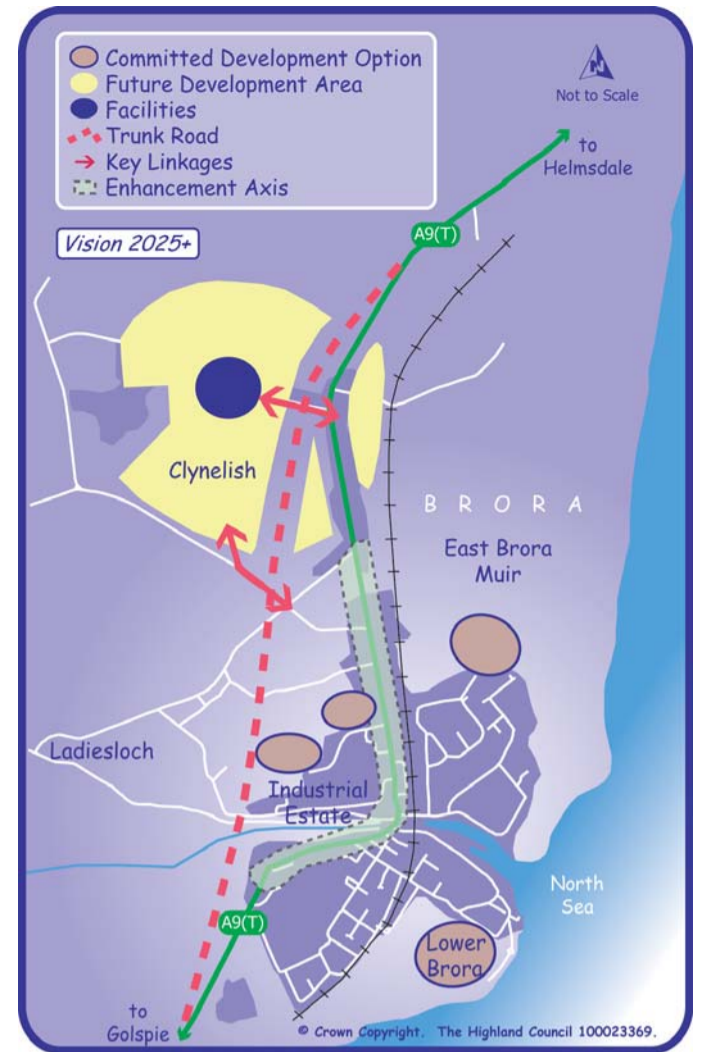 Committed Development Option
Future Development Area
Facilities
Trunk Road
Key Linkages
Enhancement Axis
N
Not to Scale
to
Helmsdale
A9(T)
Vision 2025+
Clynelish
BRORA
East Brora
Muir
Ladiesloch
Industrial
Estate
North
Sea
A9(T)
Lower
Brora
to
Golspie
© Crown Copyright. The Highland Council 100023369.